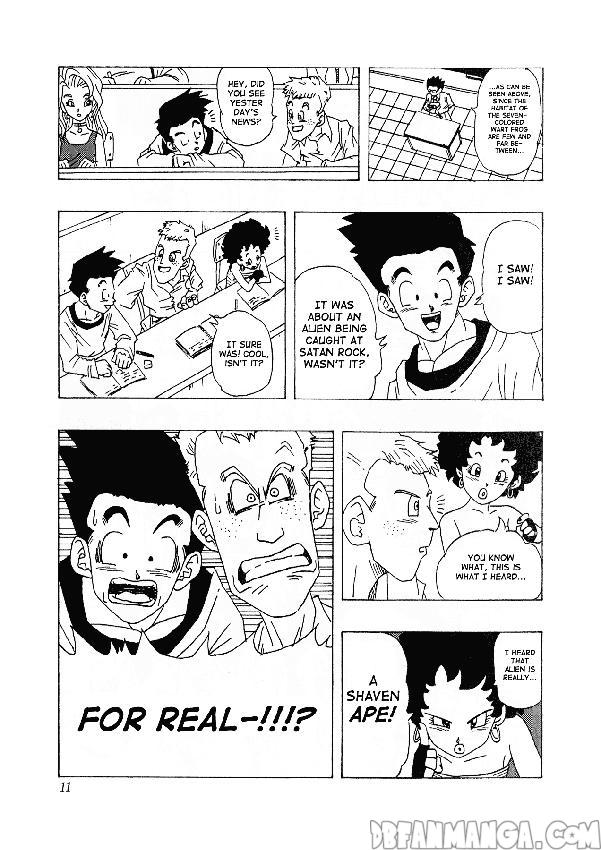 ...AS CAN BE
SEEN ABOVE,
SINCE THE
HABITAT OF
THE SEVEN-
COLORED
WART FROG
ARE FEW AND
FAR BE-
TWEEN...
HEY, DID
YOU SEE
YESTER
DAY'S
NEWS?
I SAW!
I SAW!
IT WAS
ABOUT AN
ALIEN BEING
CAUGHT AT
SATAN ROCK,
WASN'T IT?
IT SURE
WAS! COOL,
ISN'T IT?
YOU KNOW
WHAT, THIS IS
WHAT I HEARD...
I HEARD
THAT
ALIEN IS
REALLY...
A
SHAVEN
APE!
FOR REAL-!!!?
11
DBFANMANGA.COM